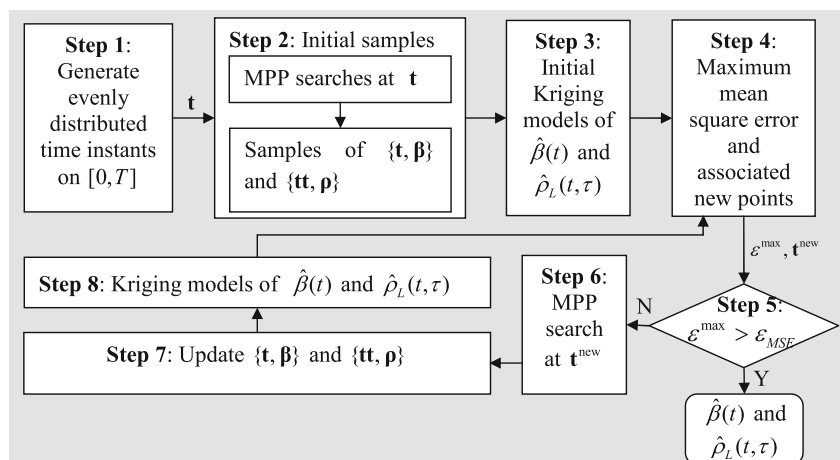 Step 1:
Generate
evenly
distributed
time instants
on [0,T]
t
Step 2: Initial samples
MPP searches at t
Samples of {t, β}
and {tt, ρ}
Step 3:
Initial
Kriging
models of
β̂(t) and
ρ̂_L(t,τ)
Step 4:
Maximum
mean
square error
and
associated
new points
ε^max, t^new
Step 5:
ε^max > ε_MSE
N
Y
β̂(t) and
ρ̂_L(t,τ)
Step 6:
MPP
search
at t^new
Step 7: Update {t, β} and {tt, ρ}
Step 8: Kriging models of β̂(t) and ρ̂_L(t,τ)